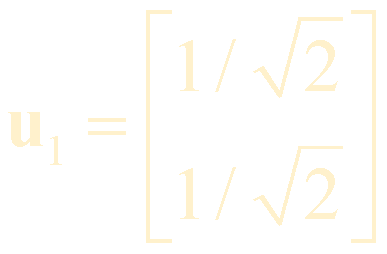 u₁ = [ 1/√2
1/√2 ]